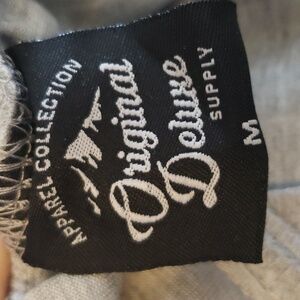 APPAREL COLLECTION
Original
Deluxe
SUPPLY
M